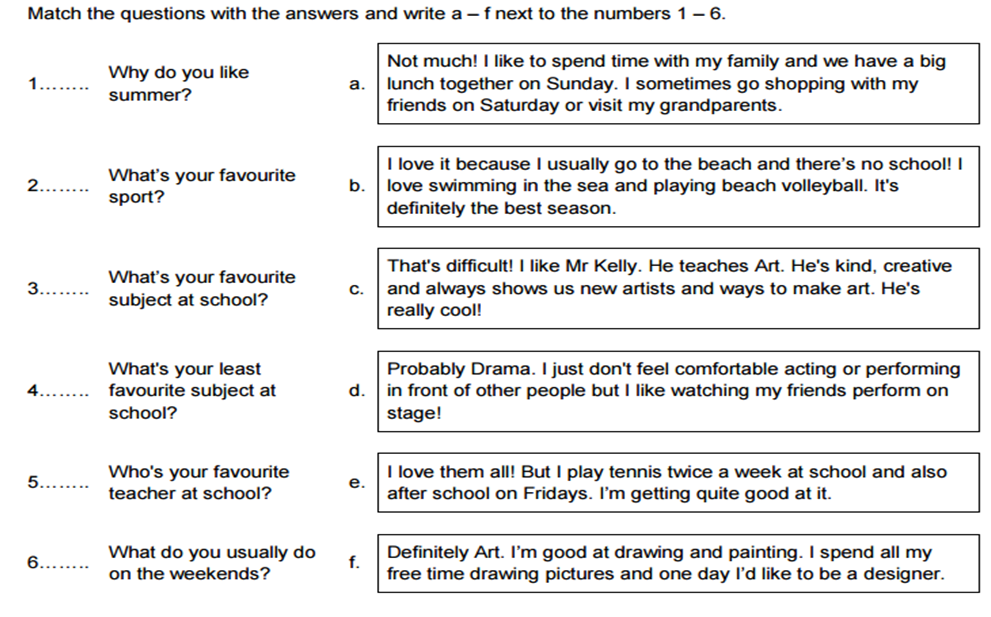 Match the questions with the answers and write a – f next to the numbers 1 – 6.
1........ Why do you like
summer?
a. Not much! I like to spend time with my family and we have a big
lunch together on Sunday. I sometimes go shopping with my
friends on Saturday or visit my grandparents.
2........ What’s your favourite
sport?
b. I love it because I usually go to the beach and there’s no school! I
love swimming in the sea and playing beach volleyball. It's
definitely the best season.
3........ What’s your favourite
subject at school?
c. That's difficult! I like Mr Kelly. He teaches Art. He's kind, creative
and always shows us new artists and ways to make art. He's
really cool!
4........ What's your least
favourite subject at
school?
d. Probably Drama. I just don't feel comfortable acting or performing
in front of other people but I like watching my friends perform on
stage!
5........ Who's your favourite
teacher at school?
e. I love them all! But I play tennis twice a week at school and also
after school on Fridays. I’m getting quite good at it.
6........ What do you usually do
on the weekends?
f. Definitely Art. I’m good at drawing and painting. I spend all my
free time drawing pictures and one day I’d like to be a designer.